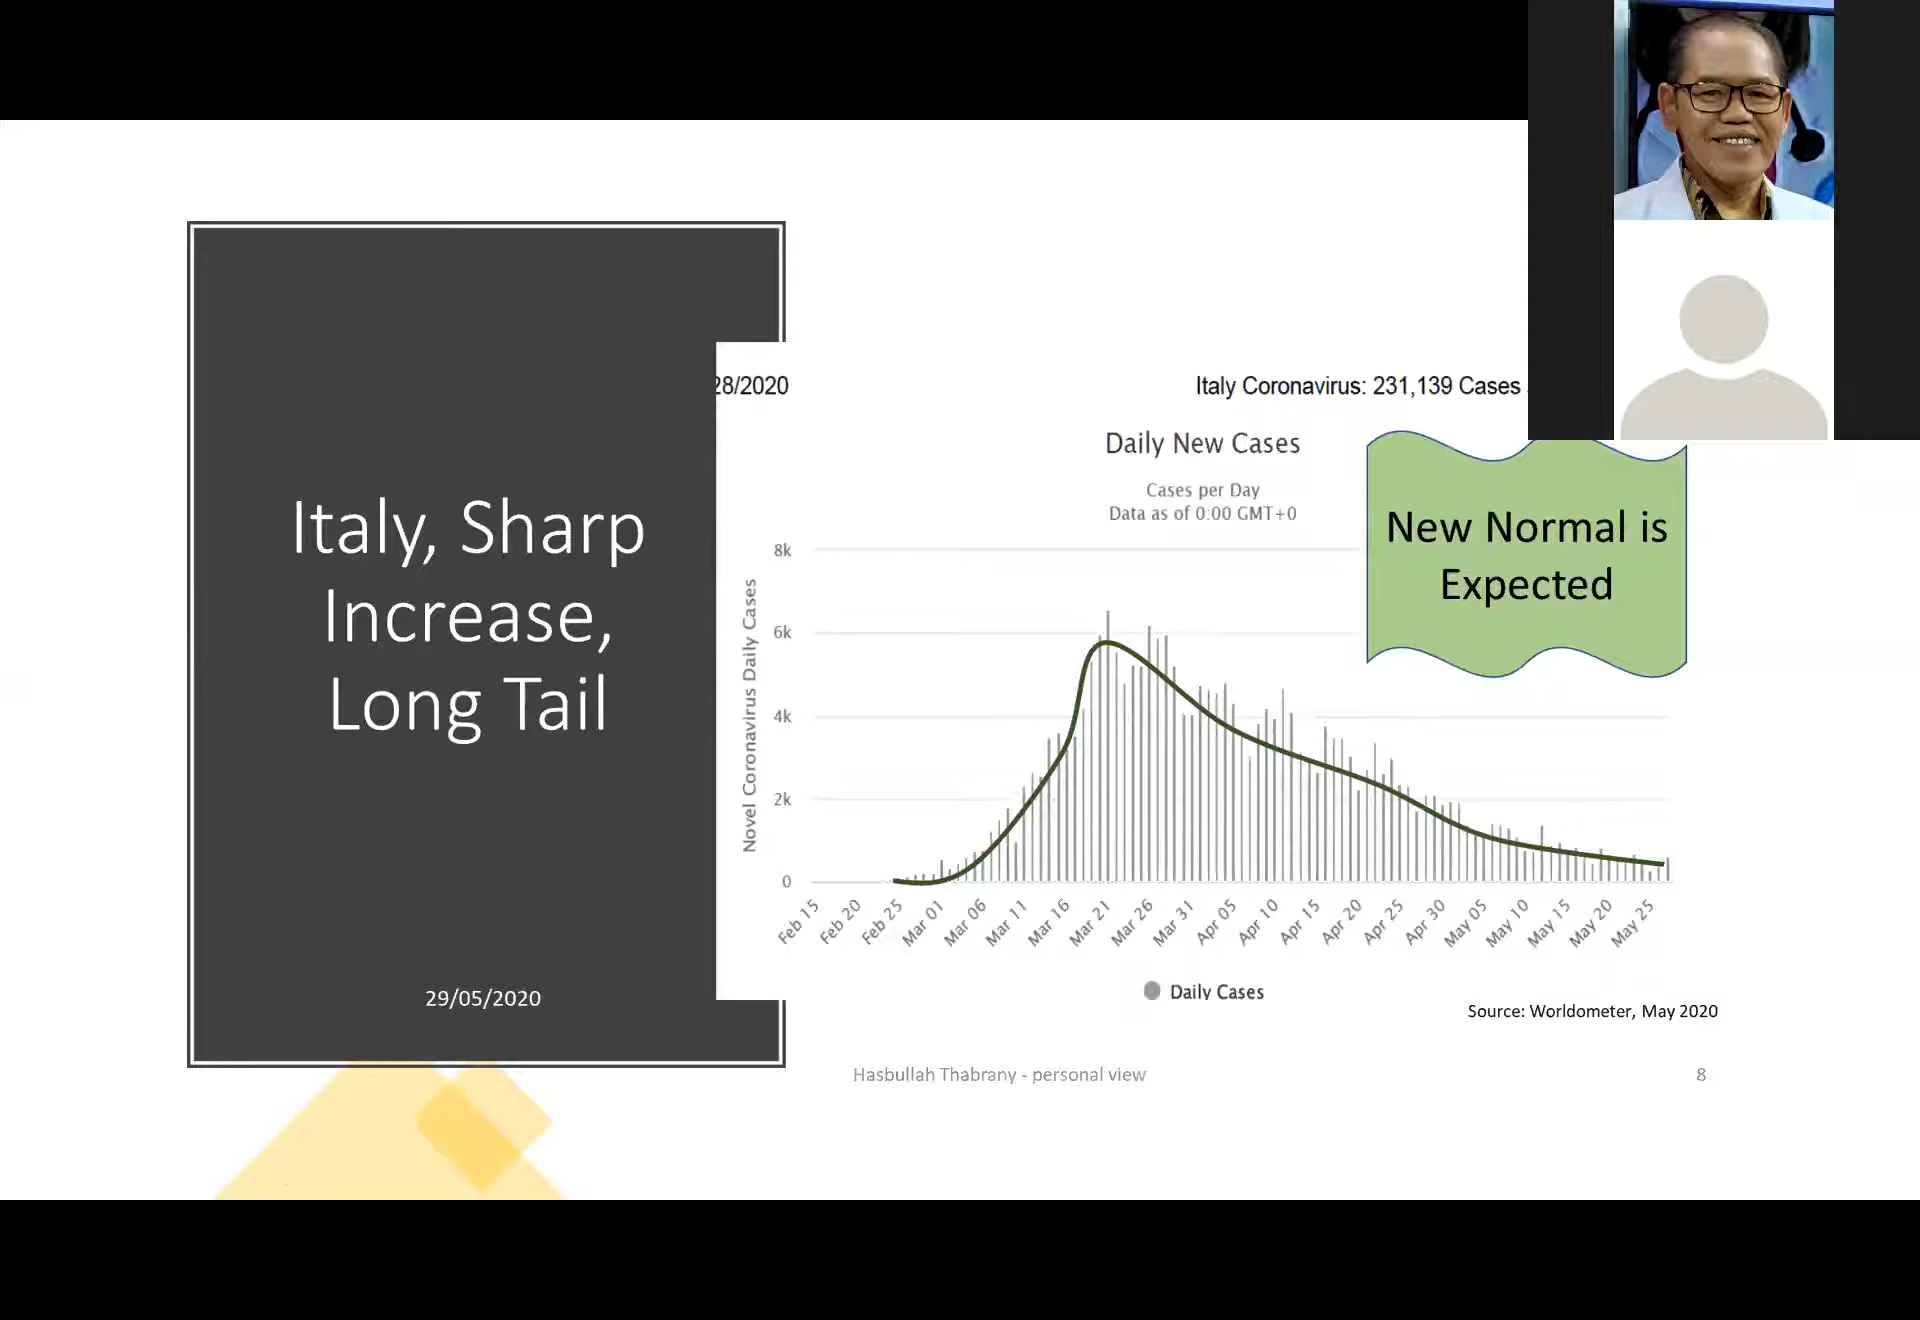 Italy, Sharp
Increase,
Long Tail
29/05/2020
28/2020
Italy Coronavirus: 231,139 Cases
Daily New Cases
Cases per Day
Data as of 0:00 GMT+0
New Normal is
Expected
Novel Coronavirus Daily Cases
8k
6k
4k
2k
0
Feb 15
Feb 20
Feb 25
Mar 01
Mar 06
Mar 11
Mar 16
Mar 21
Mar 26
Mar 31
Apr 05
Apr 10
Apr 15
Apr 20
Apr 25
Apr 30
May 05
May 10
May 15
May 20
May 25
Daily Cases
Source: Worldometer, May 2020
Hasbullah Thabrany - personal view
8